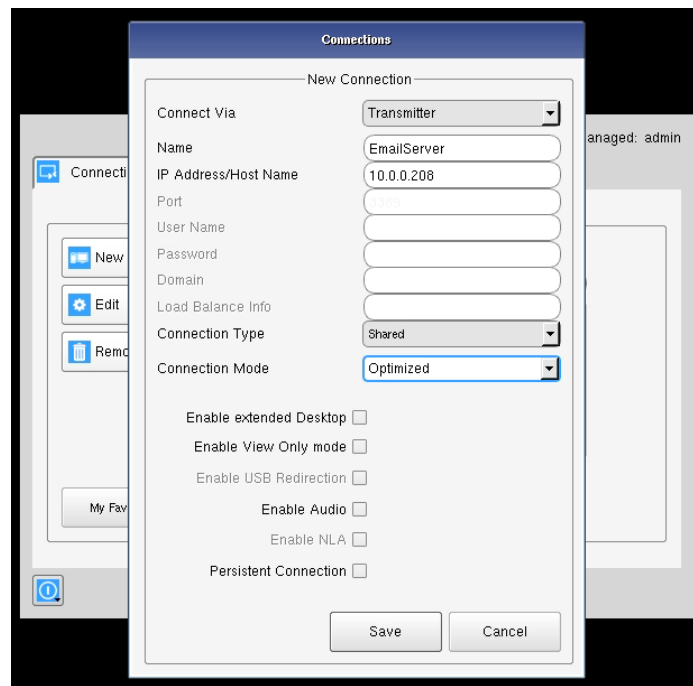 Connections
New Connection
Connect Via Transmitter
anaged: admin
Name EmailServer
Connecti
IP Address/Host Name 10.0.0.208
Port 3389
User Name
New
Password
Domain
Edit
Load Balance Info
Connection Type Shared
Remo
Connection Mode Optimized
Enable extended Desktop
Enable View Only mode
Enable USB Redirection
My Fav
Enable Audio
Enable NLA
Persistent Connection
Save Cancel